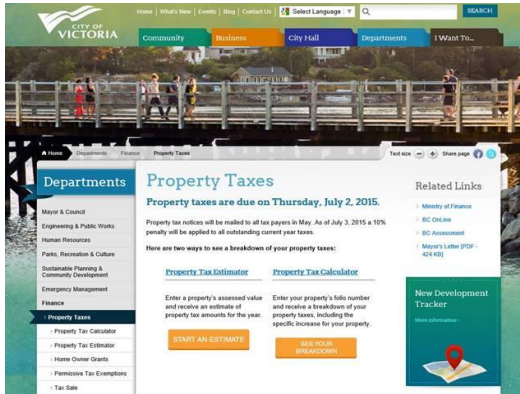 CITY OF
VICTORIA
Home | What's New | Events | Blog | Contact Us | Select Language ▼
SEARCH
Community
Business
City Hall
Departments
I Want To...
Home Departments Finance Property Taxes
Text size - + Share page
Departments
Mayor & Council
Engineering & Public Works
Human Resources
Parks, Recreation & Culture
Sustainable Planning &
Community Development
Emergency Management
Finance
› Property Taxes
› Property Tax Calculator
› Property Tax Estimator
› Home Owner Grants
› Permissive Tax Exemptions
› Tax Sale
Property Taxes
Property taxes are due on Thursday, July 2, 2015.
Property tax notices will be mailed to all tax payers in May. As of July 3, 2015 a 10%
penalty will be applied to all outstanding current year taxes.
Here are two ways to see a breakdown of your property taxes:
Property Tax Estimator
Enter a property's assessed value
and receive an estimate of
property tax amounts for the year.
START AN ESTIMATE
Property Tax Calculator
Enter your property's folio number
and receive a breakdown of your
property taxes, including the
specific increase for your property.
SEE YOUR
BREAKDOWN
Related Links
› Ministry of Finance
› BC OnLine
› BC Assessment
› Mayor's Letter [PDF -
424 KB]
New Development
Tracker
More information ›